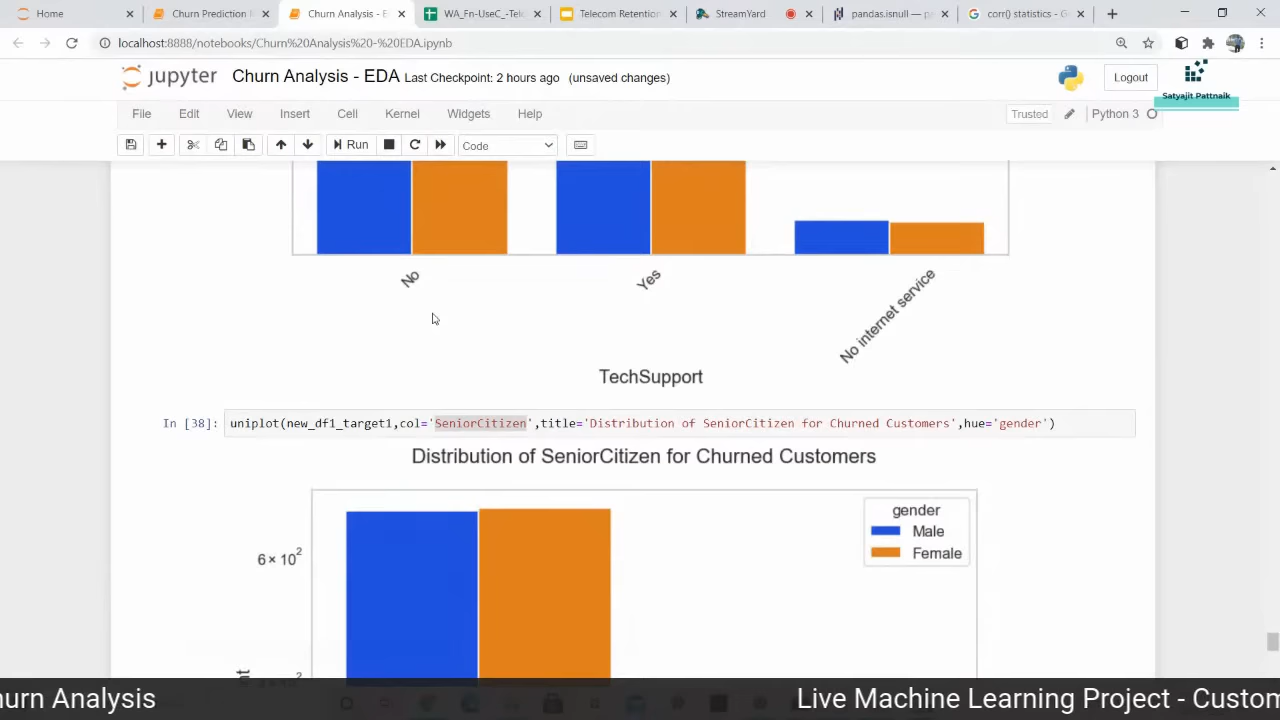 Home
Churn Prediction
Churn Analysis - E
WA_Fn-UseC_-Tel
Telecom Retention
StreamYard
pandas.isnull — p
corr() statistics - G
localhost:8888/notebooks/Churn%20Analysis%20-%20EDA.ipynb
jupyter Churn Analysis - EDA Last Checkpoint: 2 hours ago (unsaved changes)
Logout
Satyajit Pattnaik
File Edit View Insert Cell Kernel Widgets Help
Trusted
Python 3
Run
Code
No
Yes
No internet service
TechSupport
In [38]: uniplot(new_df1_target1,col='SeniorCitizen',title='Distribution of SeniorCitizen for Churned Customers',hue='gender')
Distribution of SeniorCitizen for Churned Customers
gender
Male
Female
6 × 10²
hurn Analysis
Live Machine Learning Project - Custom